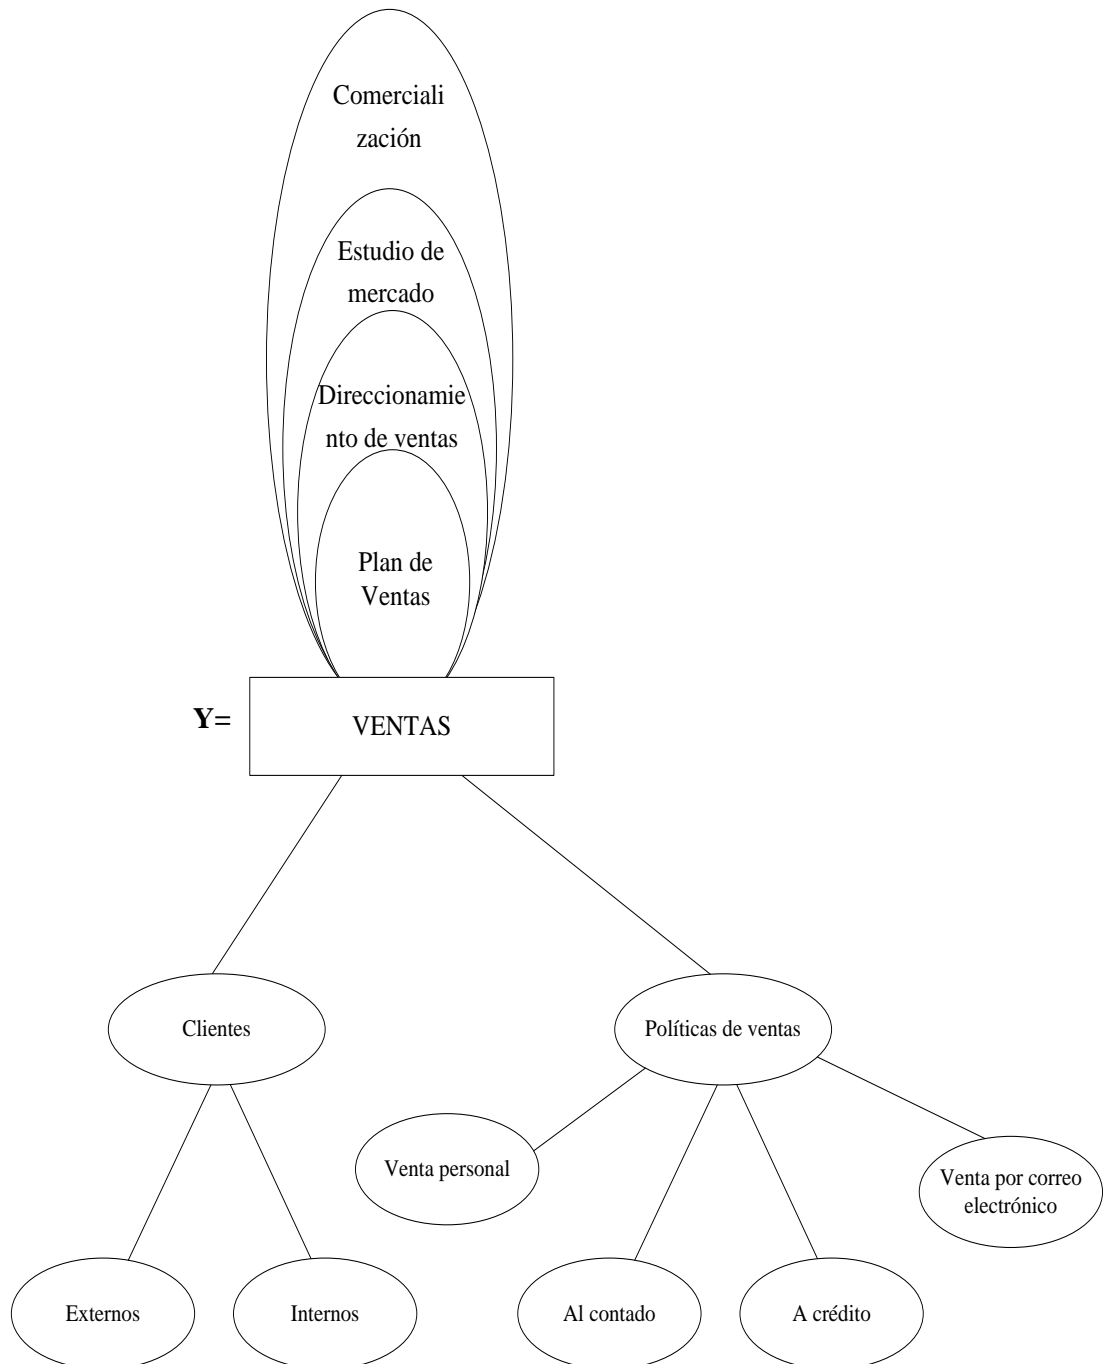 Comerciali
zación
Estudio de
mercado
Direccionamie
nto de ventas
Plan de
Ventas
Y=
VENTAS
Clientes
Políticas de ventas
Venta personal
Venta por correo
electrónico
Externos
Internos
Al contado
A crédito